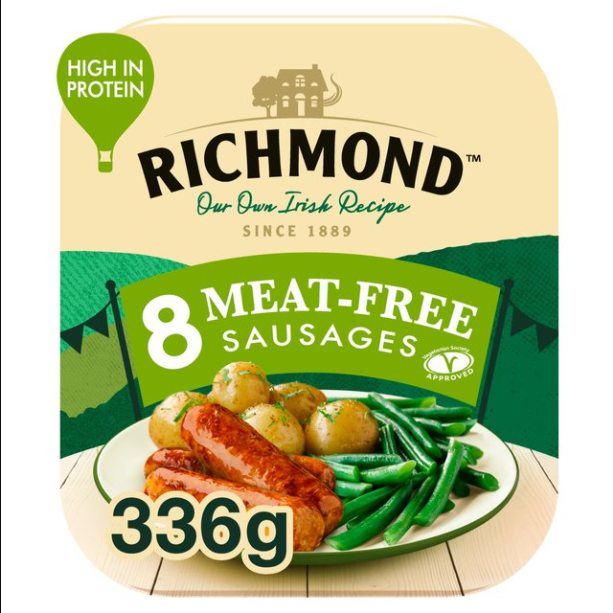 HIGH IN
PROTEIN
RICHMOND™
Our Own Irish Recipe
SINCE 1889
8 MEAT-FREE
SAUSAGES
Vegetarian Society
APPROVED
336g